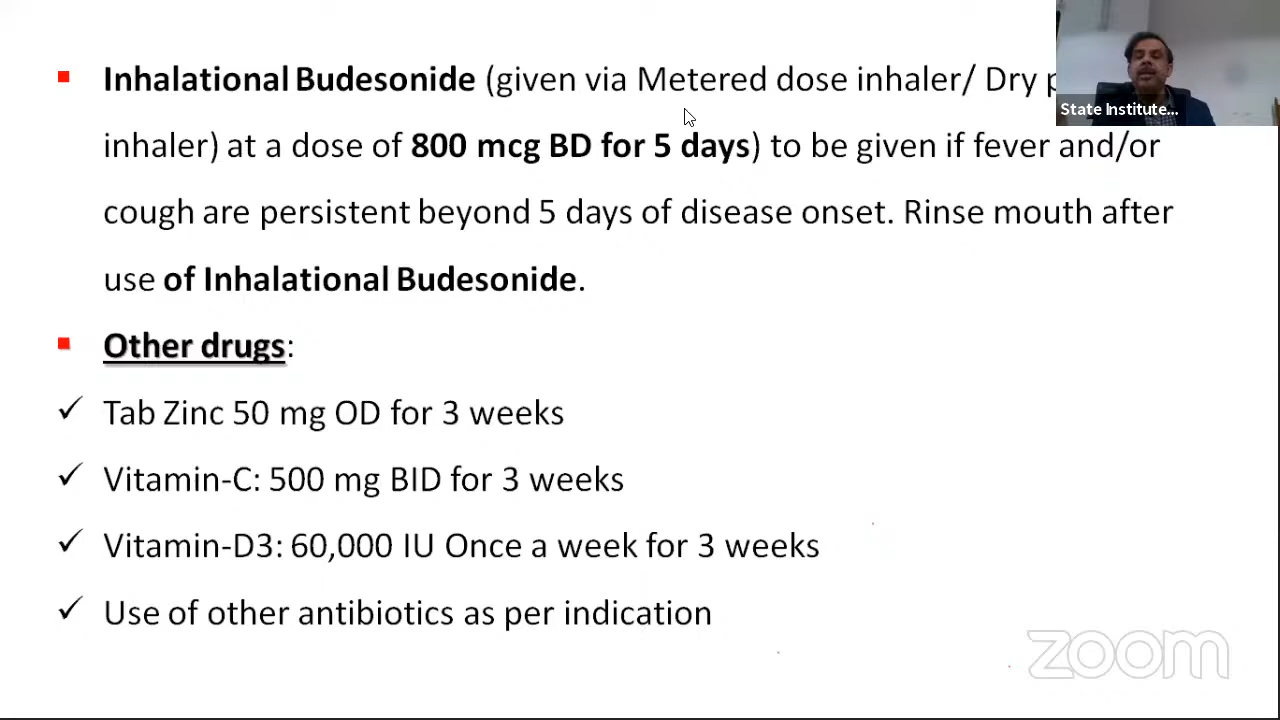 Inhalational Budesonide (given via Metered dose inhaler/ Dry
inhaler) at a dose of 800 mcg BD for 5 days) to be given if fever and/or
cough are persistent beyond 5 days of disease onset. Rinse mouth after
use of Inhalational Budesonide.
Other drugs:
Tab Zinc 50 mg OD for 3 weeks
Vitamin-C: 500 mg BID for 3 weeks
Vitamin-D3: 60,000 IU Once a week for 3 weeks
Use of other antibiotics as per indication
State Institute...
zoom